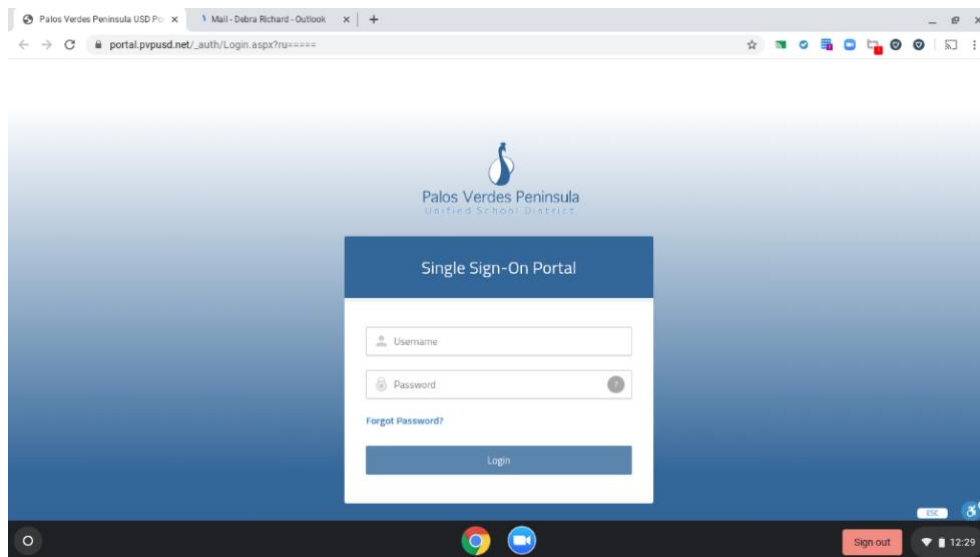 Palos Verdes Peninsula USD Po
Mail - Debra Richard - Outlook
portal.pvpusd.net/_auth/Login.aspx?ru=====
Palos Verdes Peninsula
Unified School District
Single Sign-On Portal
Username
Password
?
Forgot Password?
Login
ESC
Sign out
12:29